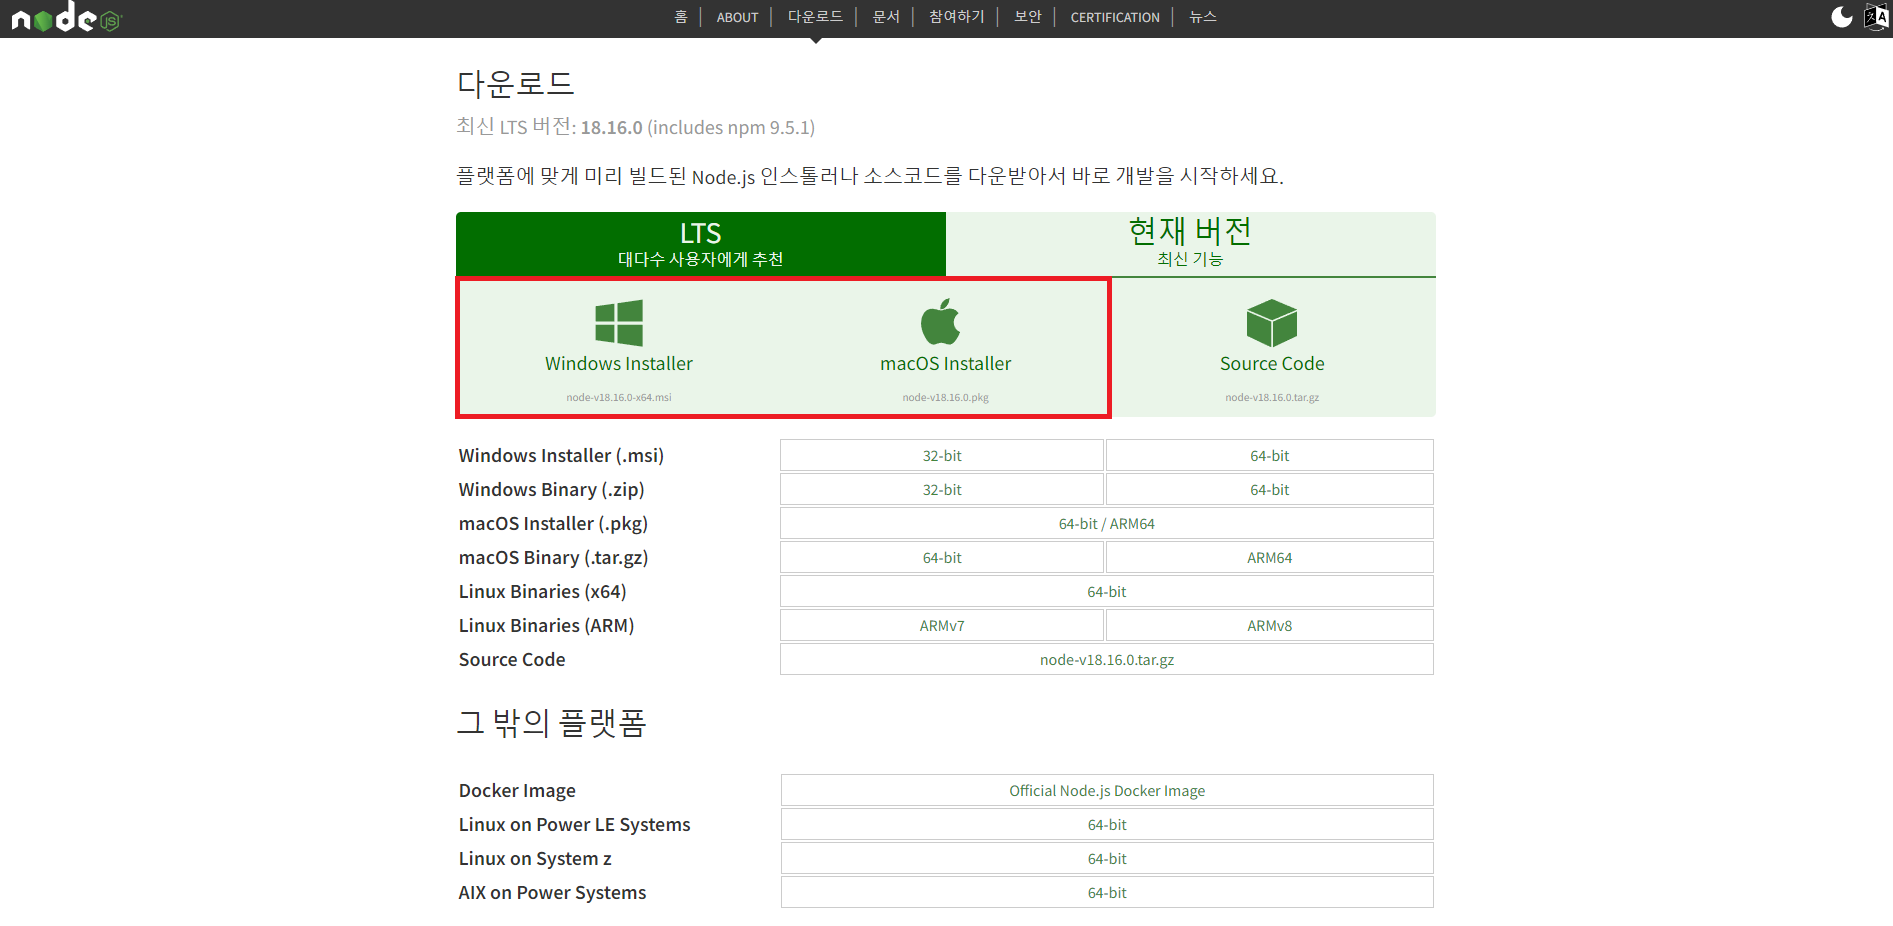 node JS
홈 | ABOUT | 다운로드 | 문서 | 참여하기 | 보안 | CERTIFICATION | 뉴스
다운로드
최신 LTS 버전: 18.16.0 (includes npm 9.5.1)
플랫폼에 맞게 미리 빌드된 Node.js 인스톨러나 소스코드를 다운받아서 바로 개발을 시작하세요.
LTS
대다수 사용자에게 추천
현재 버전
최신 기능
Windows Installer
node-v18.16.0-x64.msi
macOS Installer
node-v18.16.0.pkg
Source Code
node-v18.16.0.tar.gz
Windows Installer (.msi) 32-bit 64-bit
Windows Binary (.zip) 32-bit 64-bit
macOS Installer (.pkg) 64-bit / ARM64
macOS Binary (.tar.gz) 64-bit ARM64
Linux Binaries (x64) 64-bit
Linux Binaries (ARM) ARMv7 ARMv8
Source Code node-v18.16.0.tar.gz
그 밖의 플랫폼
Docker Image Official Node.js Docker Image
Linux on Power LE Systems 64-bit
Linux on System z 64-bit
AIX on Power Systems 64-bit